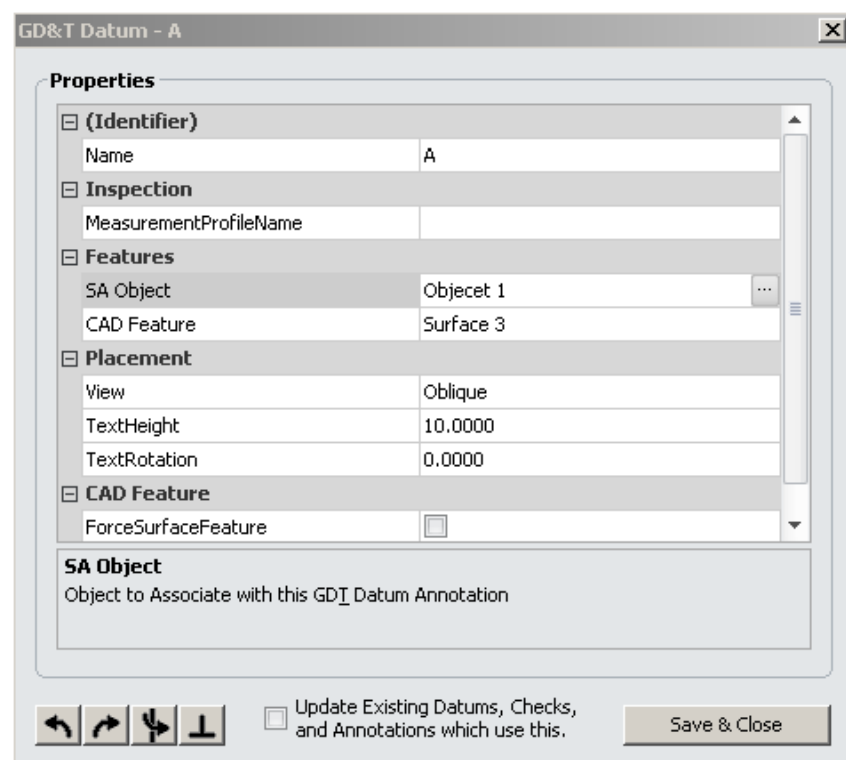 GD&T Datum - A
Properties
(Identifier)
Name A
Inspection
MeasurementProfileName
Features
SA Object Objecet 1 ...
CAD Feature Surface 3
Placement
View Oblique
TextHeight 10.0000
TextRotation 0.0000
CAD Feature
ForceSurfaceFeature
SA Object
Object to Associate with this GDT Datum Annotation
Update Existing Datums, Checks,
and Annotations which use this.
Save & Close